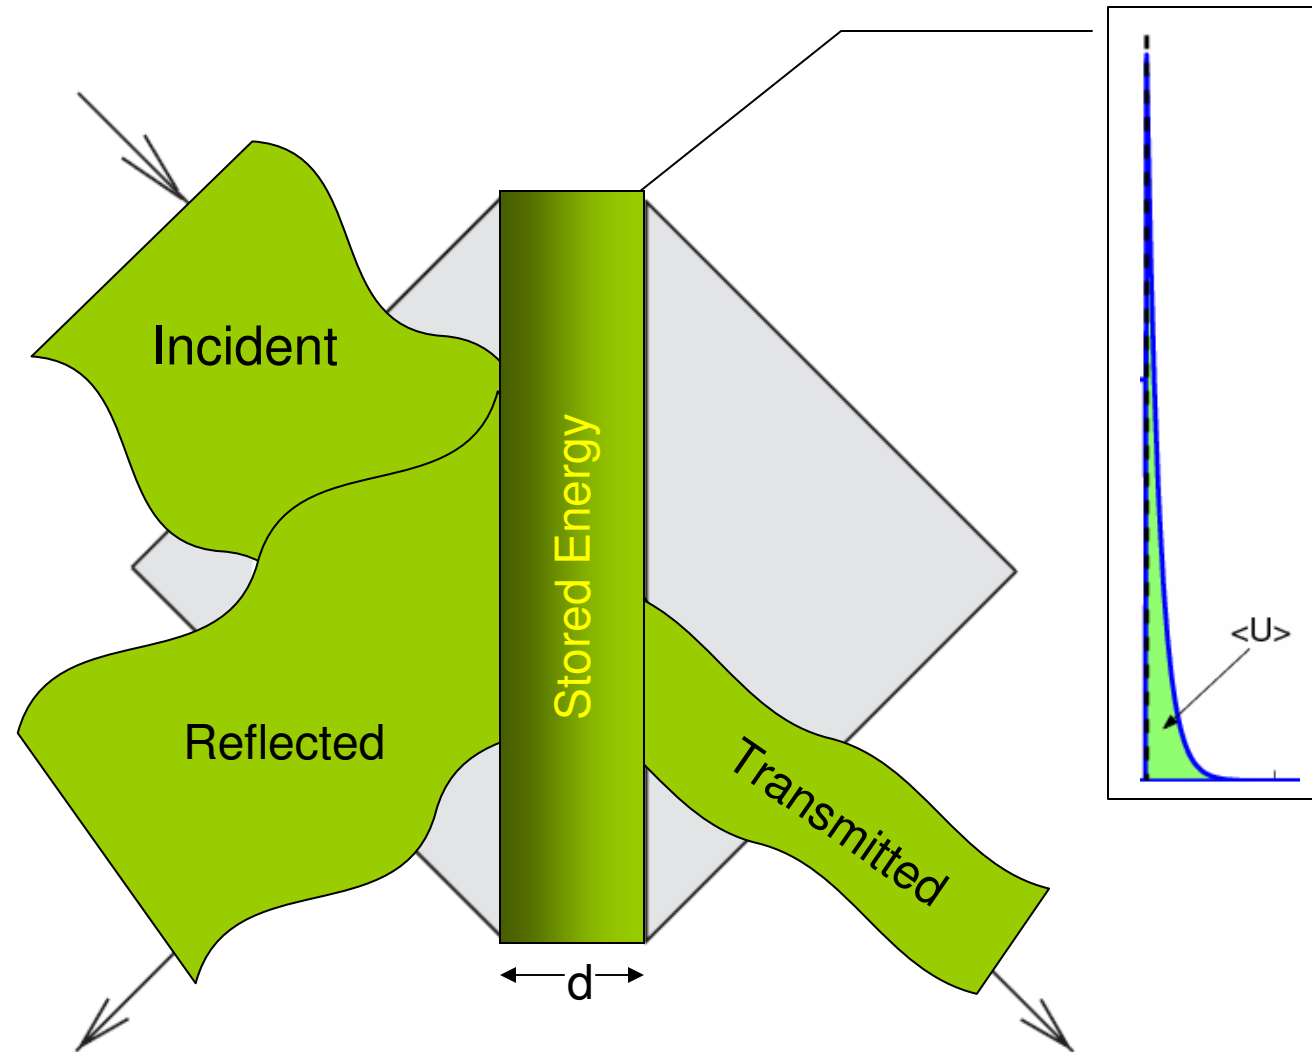 Incident
Stored Energy
<U>
Reflected
Transmitted
d